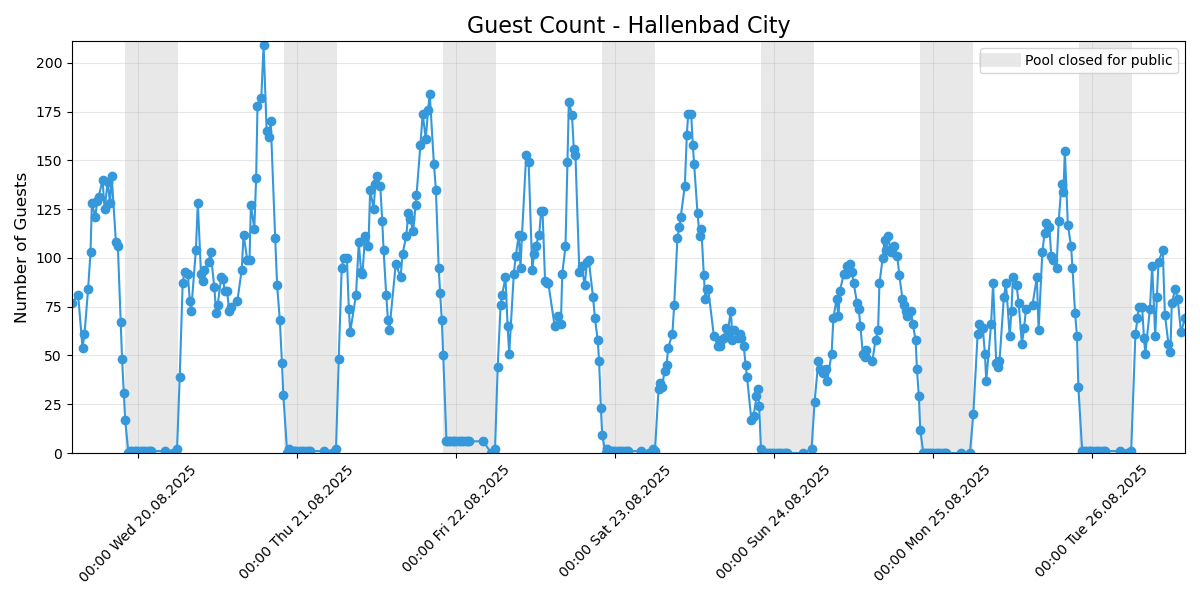 Guest Count - Hallenbad City
Pool closed for public
Number of Guests
200
175
150
125
100
75
50
25
0
00:00 Wed 20.08.2025
00:00 Thu 21.08.2025
00:00 Fri 22.08.2025
00:00 Sat 23.08.2025
00:00 Sun 24.08.2025
00:00 Mon 25.08.2025
00:00 Tue 26.08.2025